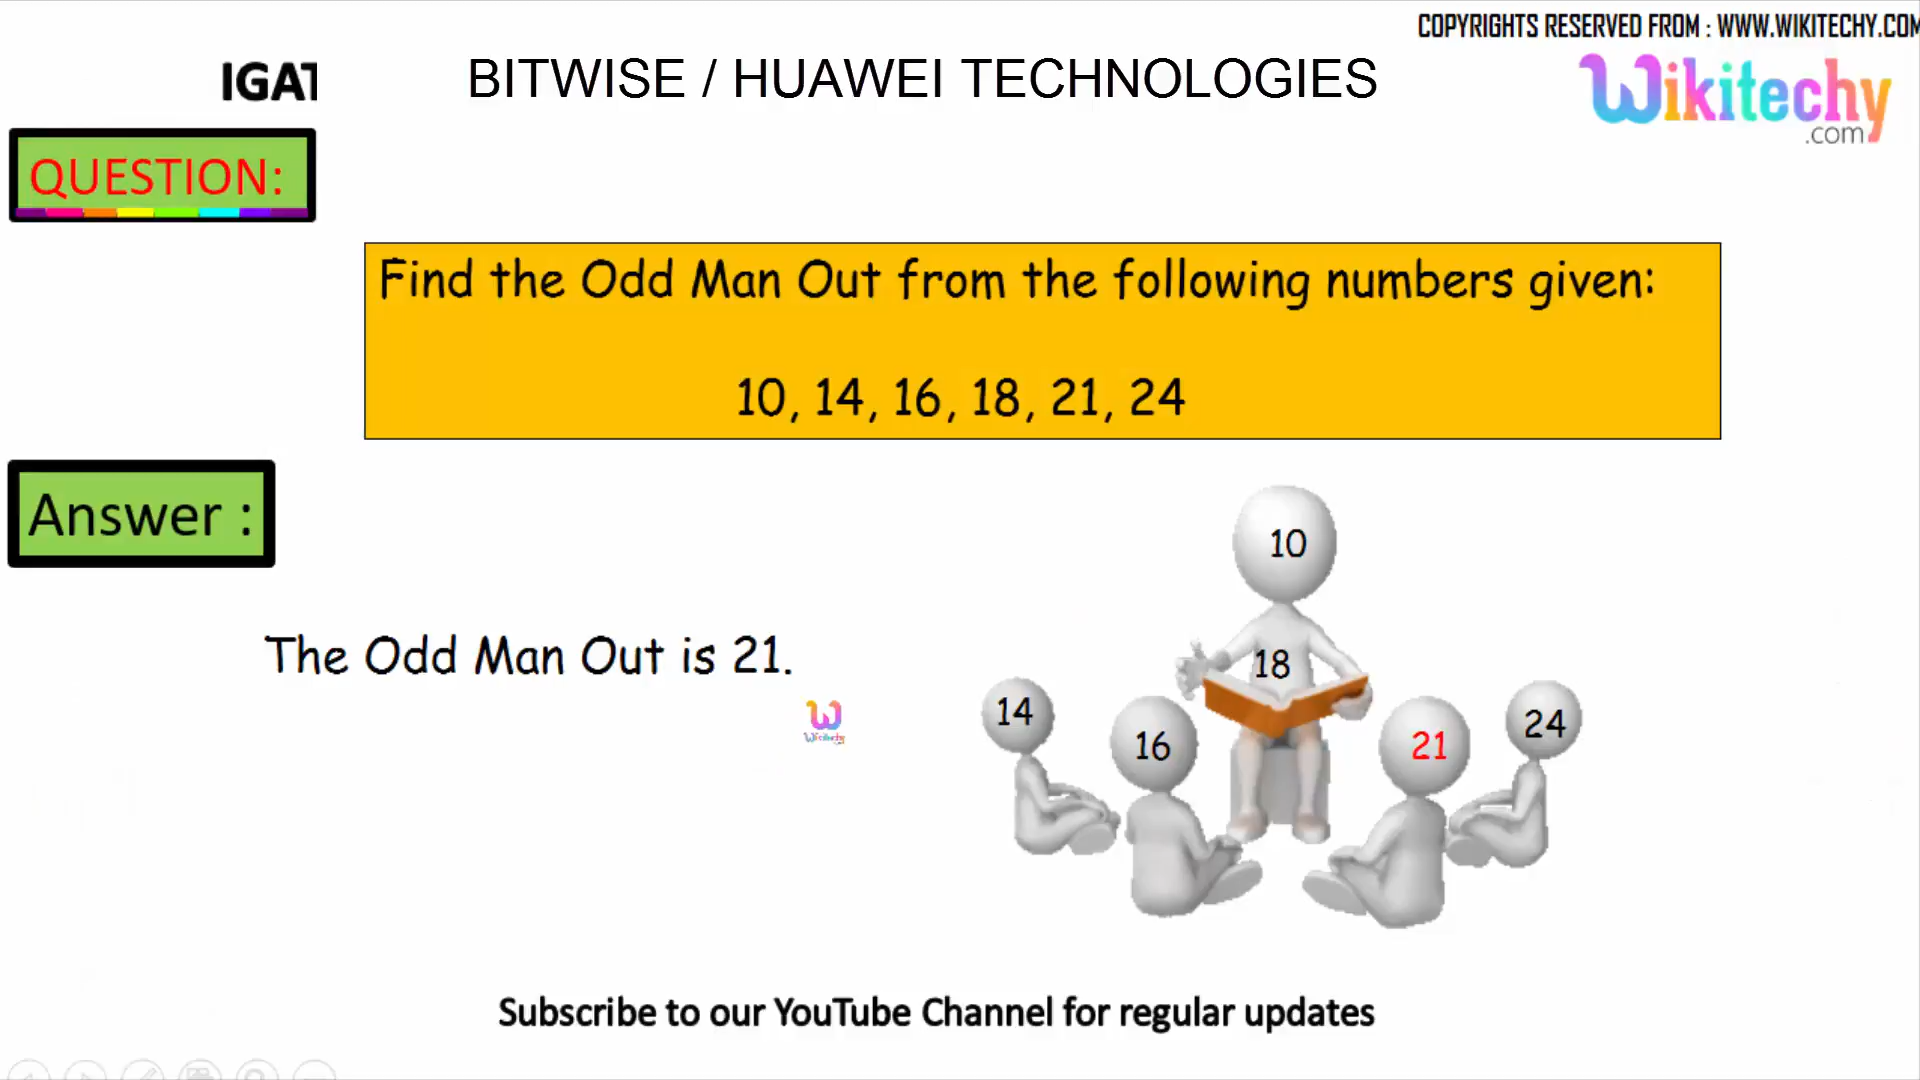 COPYRIGHTS RESERVED FROM : WWW.WIKITECHY.COM
IGAT
BITWISE / HUAWEI TECHNOLOGIES
Wikitechy
.com
QUESTION:
Find the Odd Man Out from the following numbers given:
10, 14, 16, 18, 21, 24
Answer :
10
The Odd Man Out is 21.
18
14
16
21
24
W
Wikitechy
Subscribe to our YouTube Channel for regular updates